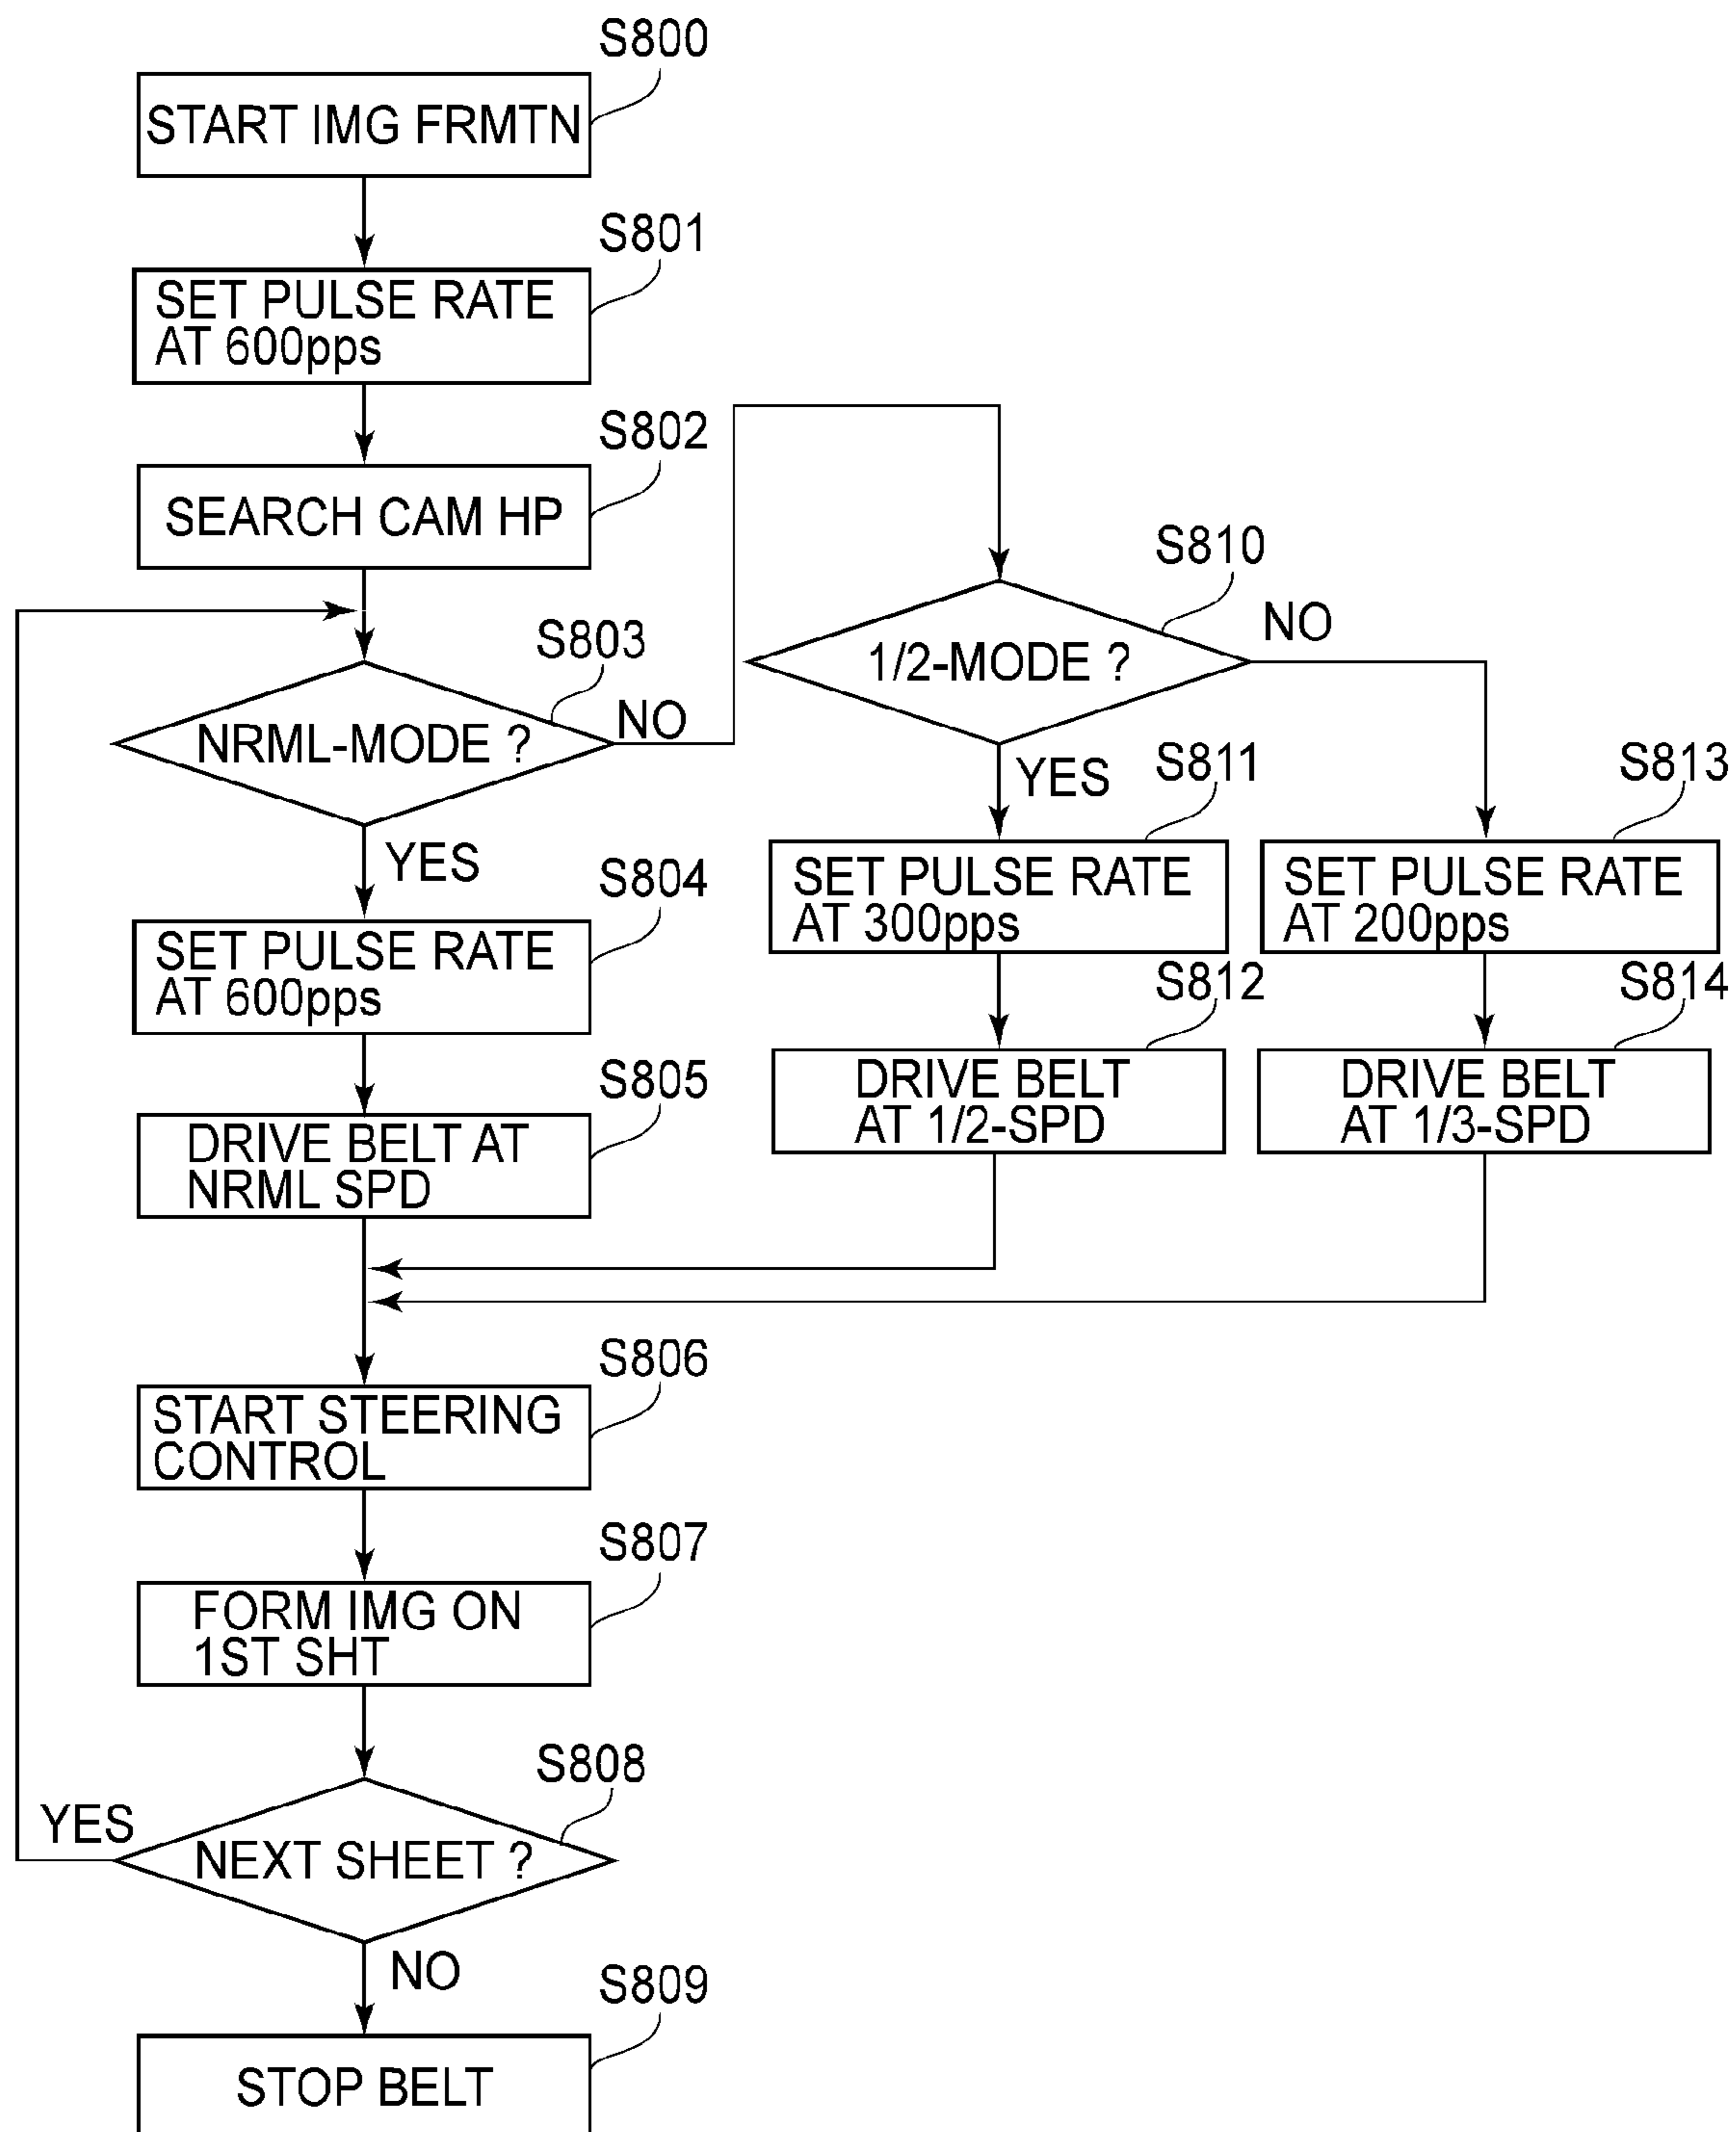 S800
START IMG FRMTN
S801
SET PULSE RATE
AT 600pps
S802
SEARCH CAM HP
S803
NRML-MODE ?
NO
YES
S804
SET PULSE RATE
AT 600pps
S805
DRIVE BELT AT
NRML SPD
S810
1/2-MODE ?
NO
YES
S811
SET PULSE RATE
AT 300pps
S812
DRIVE BELT
AT 1/2-SPD
S813
SET PULSE RATE
AT 200pps
S814
DRIVE BELT
AT 1/3-SPD
S806
START STEERING
CONTROL
S807
FORM IMG ON
1ST SHT
S808
NEXT SHEET ?
YES
NO
S809
STOP BELT